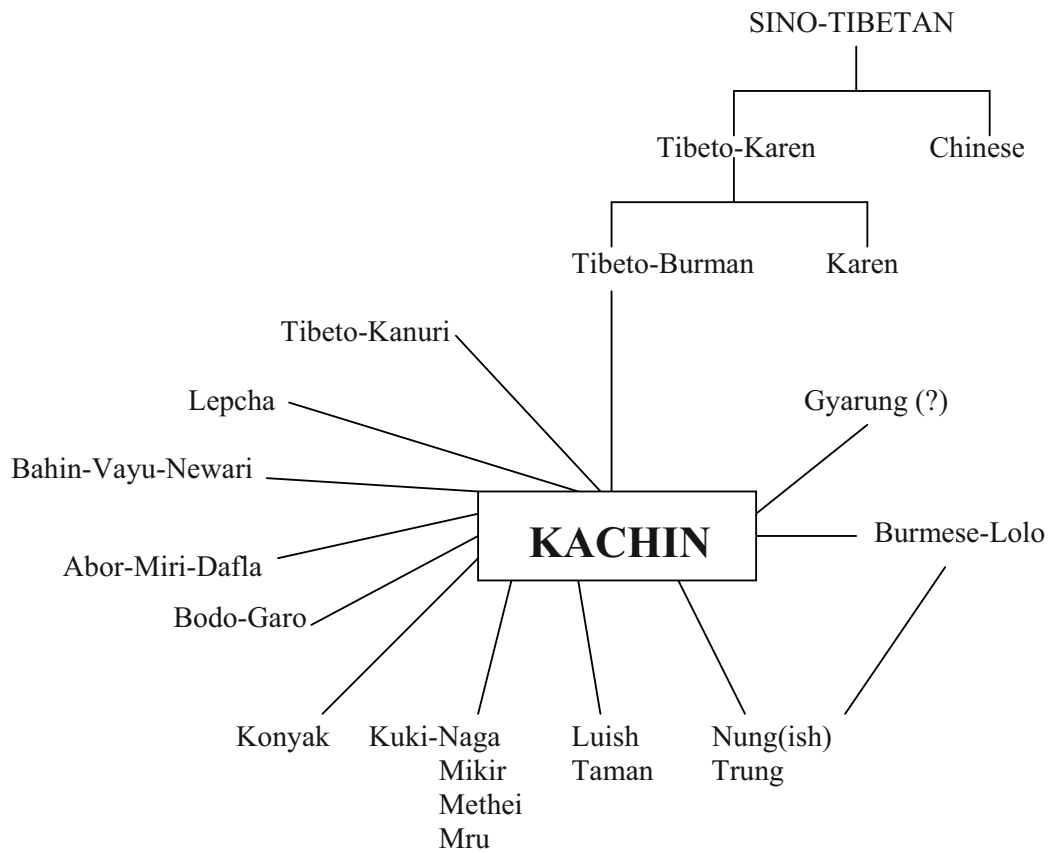 SINO-TIBETAN
Tibeto-Karen
Chinese
Tibeto-Burman
Karen
Tibeto-Kanuri
Lepcha
Gyarung (?)
Bahin-Vayu-Newari
KACHIN
Burmese-Lolo
Abor-Miri-Dafla
Bodo-Garo
Konyak
Kuki-Naga
Mikir
Methei
Mru
Luish
Taman
Nung(ish)
Trung